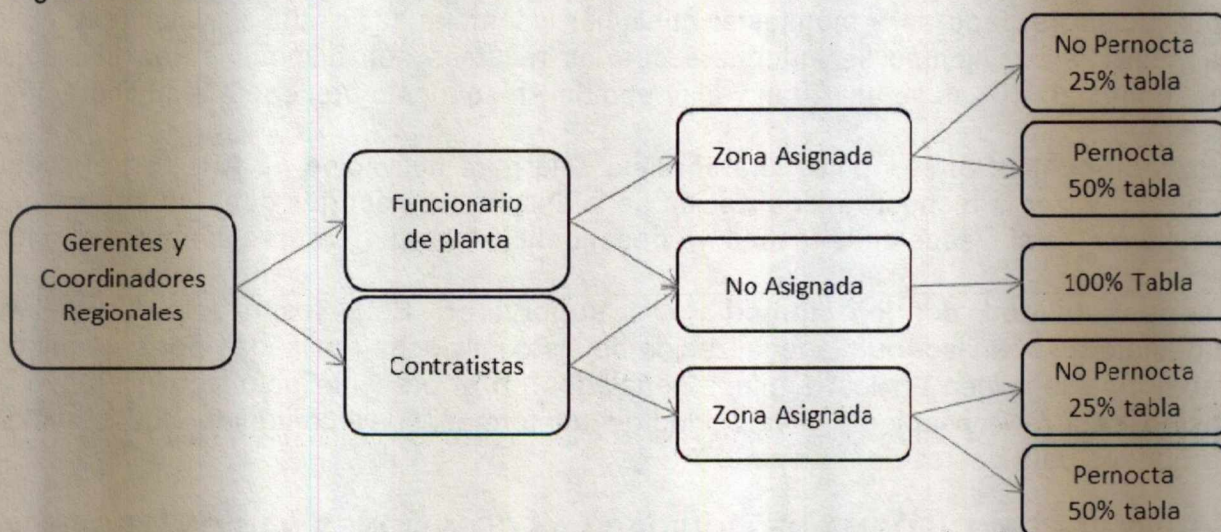 Gerentes y
Coordinadores
Regionales
Funcionario
de planta
Contratistas
Zona Asignada
No Asignada
Zona Asignada
No Pernocta
25% tabla
Pernocta
50% tabla
100% Tabla
No Pernocta
25% tabla
Pernocta
50% tabla